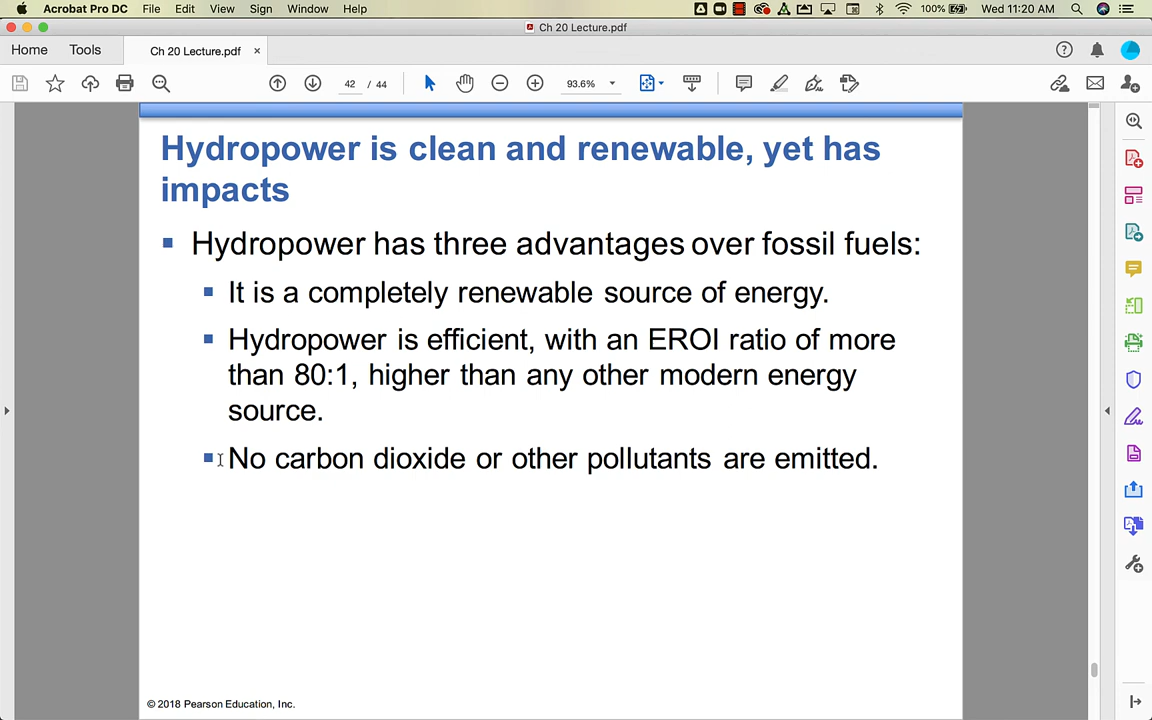 Acrobat Pro DC File Edit View Sign Window Help 100% Wed 11:20 AM
Ch 20 Lecture.pdf
Home Tools Ch 20 Lecture.pdf ×
42 / 44 93.6%
Hydropower is clean and renewable, yet has
impacts
Hydropower has three advantages over fossil fuels:
It is a completely renewable source of energy.
Hydropower is efficient, with an EROI ratio of more
than 80:1, higher than any other modern energy
source.
No carbon dioxide or other pollutants are emitted.
© 2018 Pearson Education, Inc.